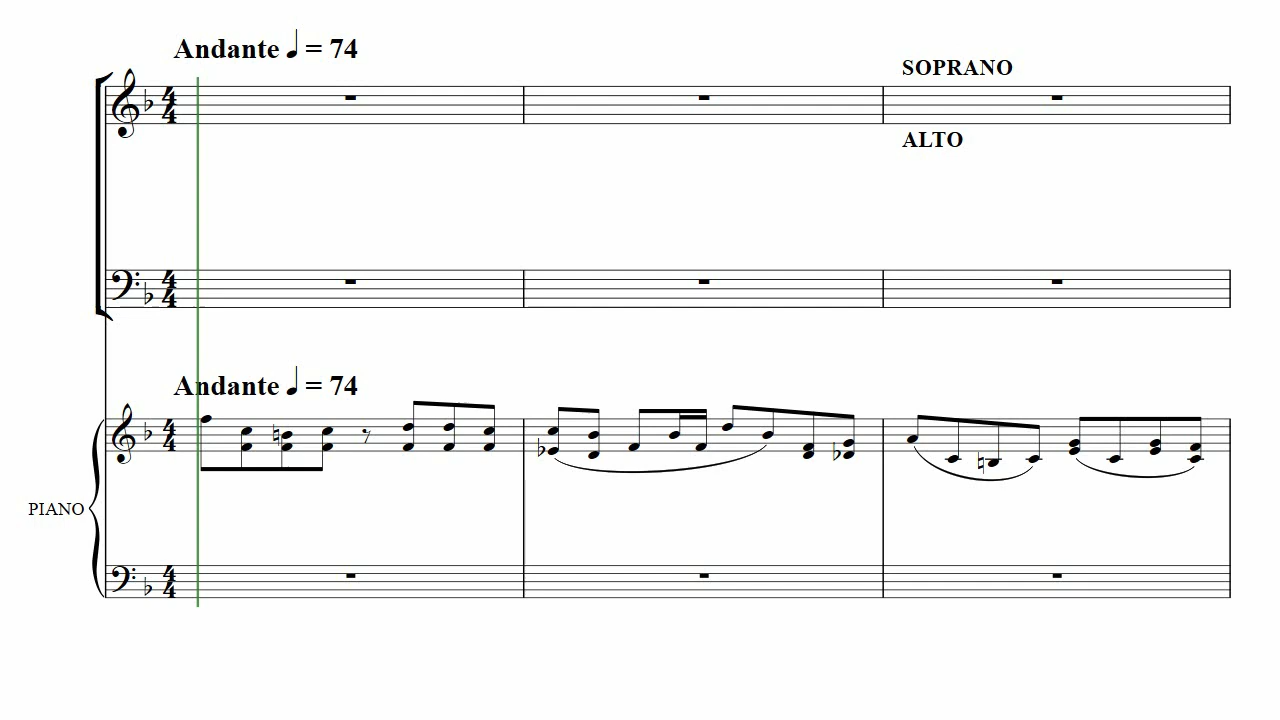 Andante ♩ = 74
SOPRANO
ALTO
Andante ♩ = 74
PIANO